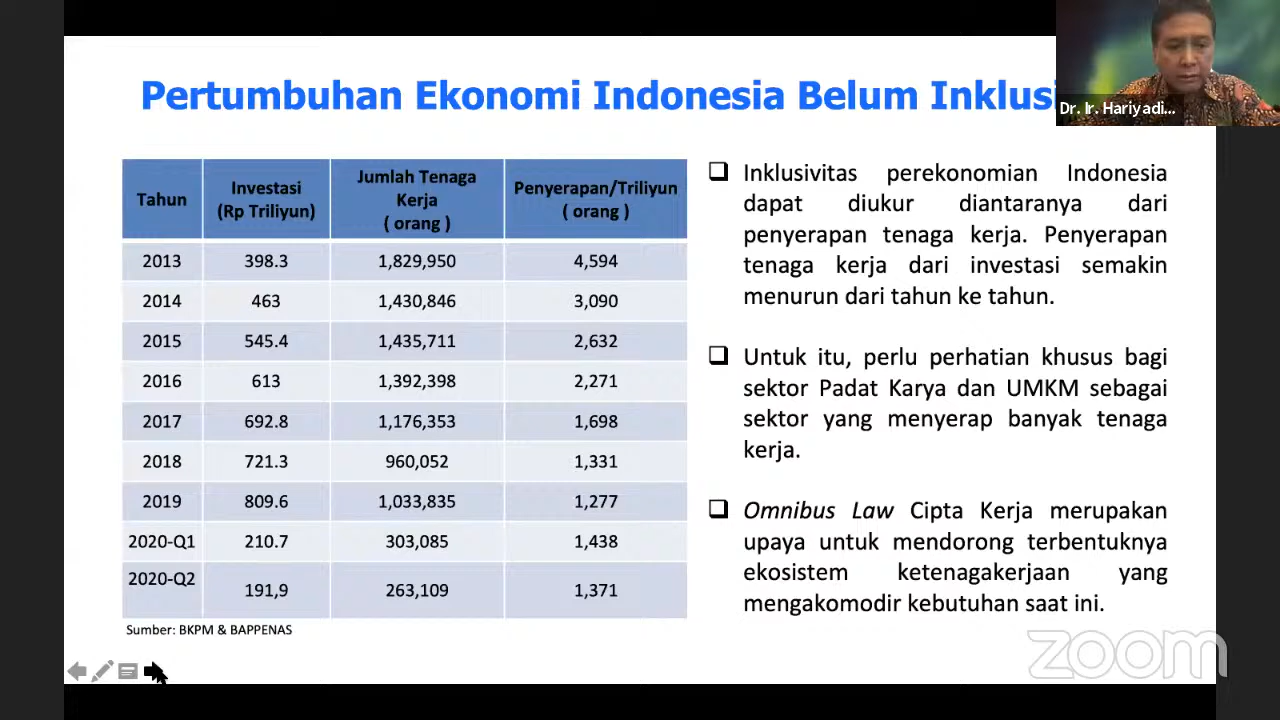 Pertumbuhan Ekonomi Indonesia Belum Inklusi
Dr. Ir. Hariyadi...
Tahun Investasi (Rp Triliyun) Jumlah Tenaga Kerja ( orang ) Penyerapan/Triliyun ( orang )
2013 398.3 1,829,950 4,594
2014 463 1,430,846 3,090
2015 545.4 1,435,711 2,632
2016 613 1,392,398 2,271
2017 692.8 1,176,353 1,698
2018 721.3 960,052 1,331
2019 809.6 1,033,835 1,277
2020-Q1 210.7 303,085 1,438
2020-Q2 191,9 263,109 1,371
Sumber: BKPM & BAPPENAS
Inklusivitas perekonomian Indonesia
dapat diukur diantaranya dari
penyerapan tenaga kerja. Penyerapan
tenaga kerja dari investasi semakin
menurun dari tahun ke tahun.
Untuk itu, perlu perhatian khusus bagi
sektor Padat Karya dan UMKM sebagai
sektor yang menyerap banyak tenaga
kerja.
Omnibus Law Cipta Kerja merupakan
upaya untuk mendorong terbentuknya
ekosistem ketenagakerjaan yang
mengakomodir kebutuhan saat ini.
zoom